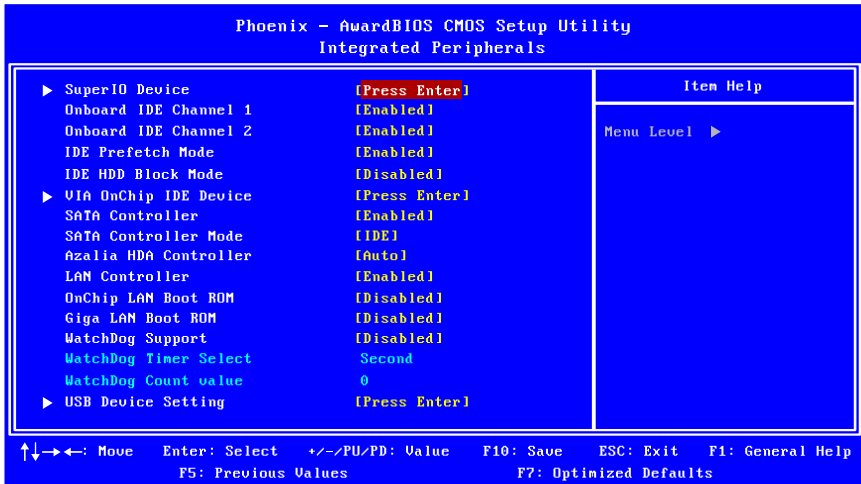 Phoenix - AwardBIOS CMOS Setup Utility
Integrated Peripherals
▶ SuperIO Device [Press Enter]
Onboard IDE Channel 1 [Enabled]
Onboard IDE Channel 2 [Enabled]
IDE Prefetch Mode [Enabled]
IDE HDD Block Mode [Disabled]
▶ VIA OnChip IDE Device [Press Enter]
SATA Controller [Enabled]
SATA Controller Mode [IDE]
Azalia HDA Controller [Auto]
LAN Controller [Enabled]
OnChip LAN Boot ROM [Disabled]
Giga LAN Boot ROM [Disabled]
WatchDog Support [Disabled]
WatchDog Timer Select Second
WatchDog Count value 0
▶ USB Device Setting [Press Enter]
Item Help
Menu Level ▶
↑↓→←: Move Enter: Select +/-/PU/PD: Value F10: Save ESC: Exit F1: General Help
F5: Previous Values F7: Optimized Defaults